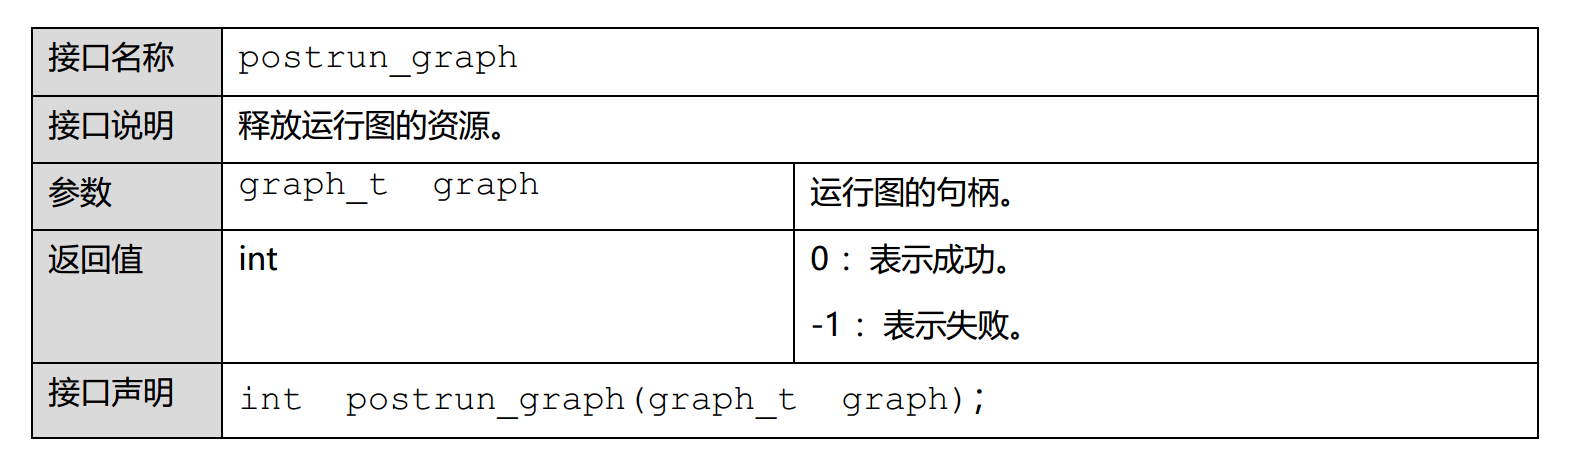 接口名称 postrun_graph
接口说明 释放运行图的资源。
参数 graph_t graph 运行图的句柄。
返回值 int 0 ：表示成功。
-1 ：表示失败。
接口声明 int postrun_graph(graph_t graph);